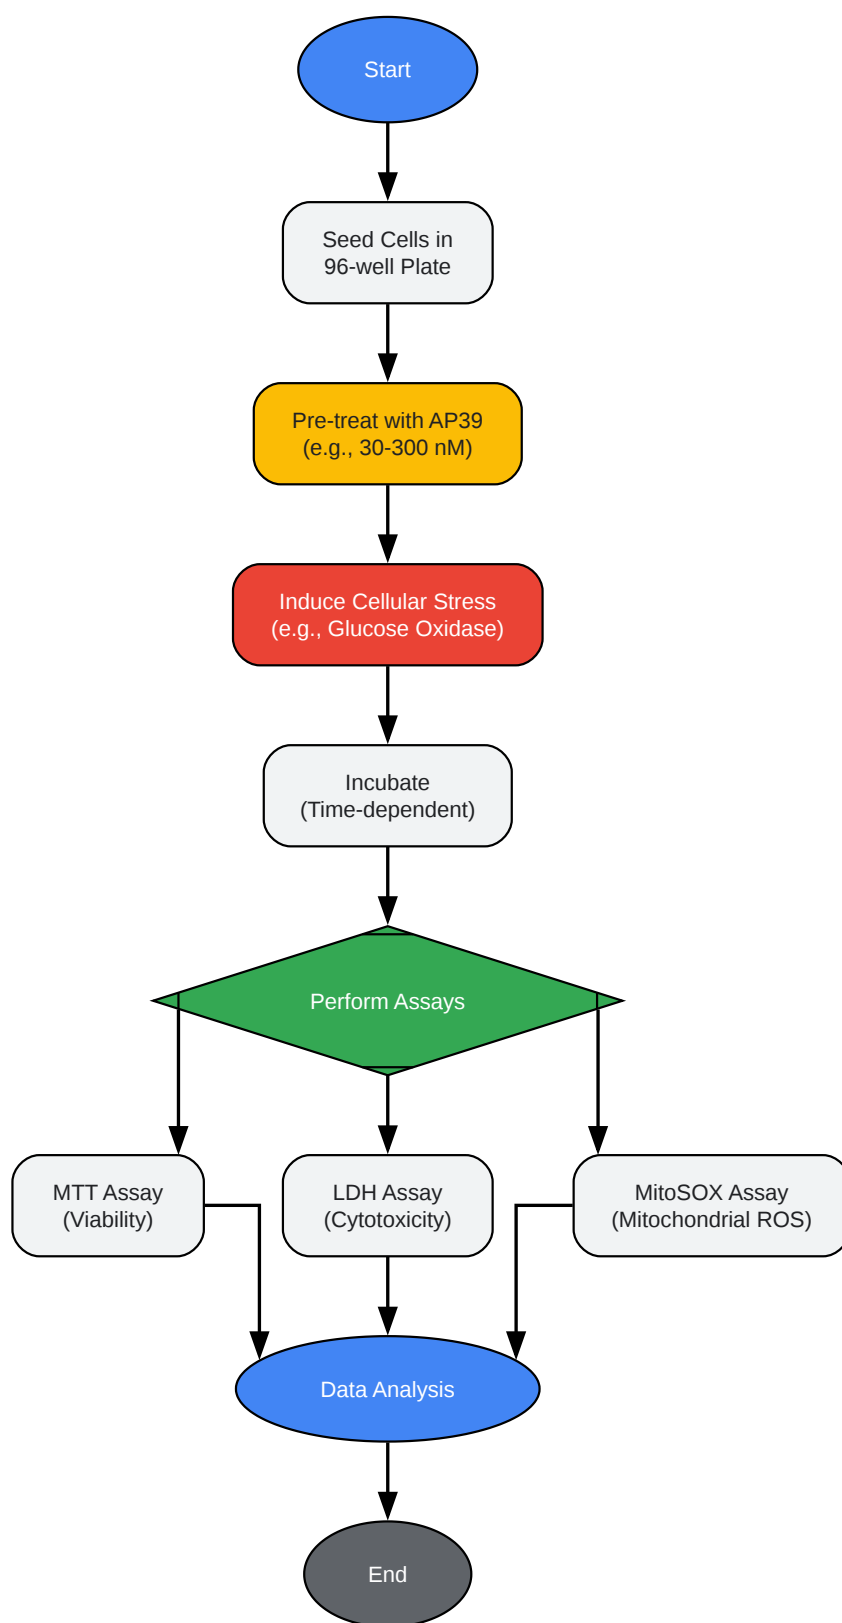 Start
Seed Cells in
96-well Plate
Pre-treat with AP39
(e.g., 30-300 nM)
Induce Cellular Stress
(e.g., Glucose Oxidase)
Incubate
(Time-dependent)
Perform Assays
MTT Assay
(Viability)
LDH Assay
(Cytotoxicity)
MitoSOX Assay
(Mitochondrial ROS)
Data Analysis
End